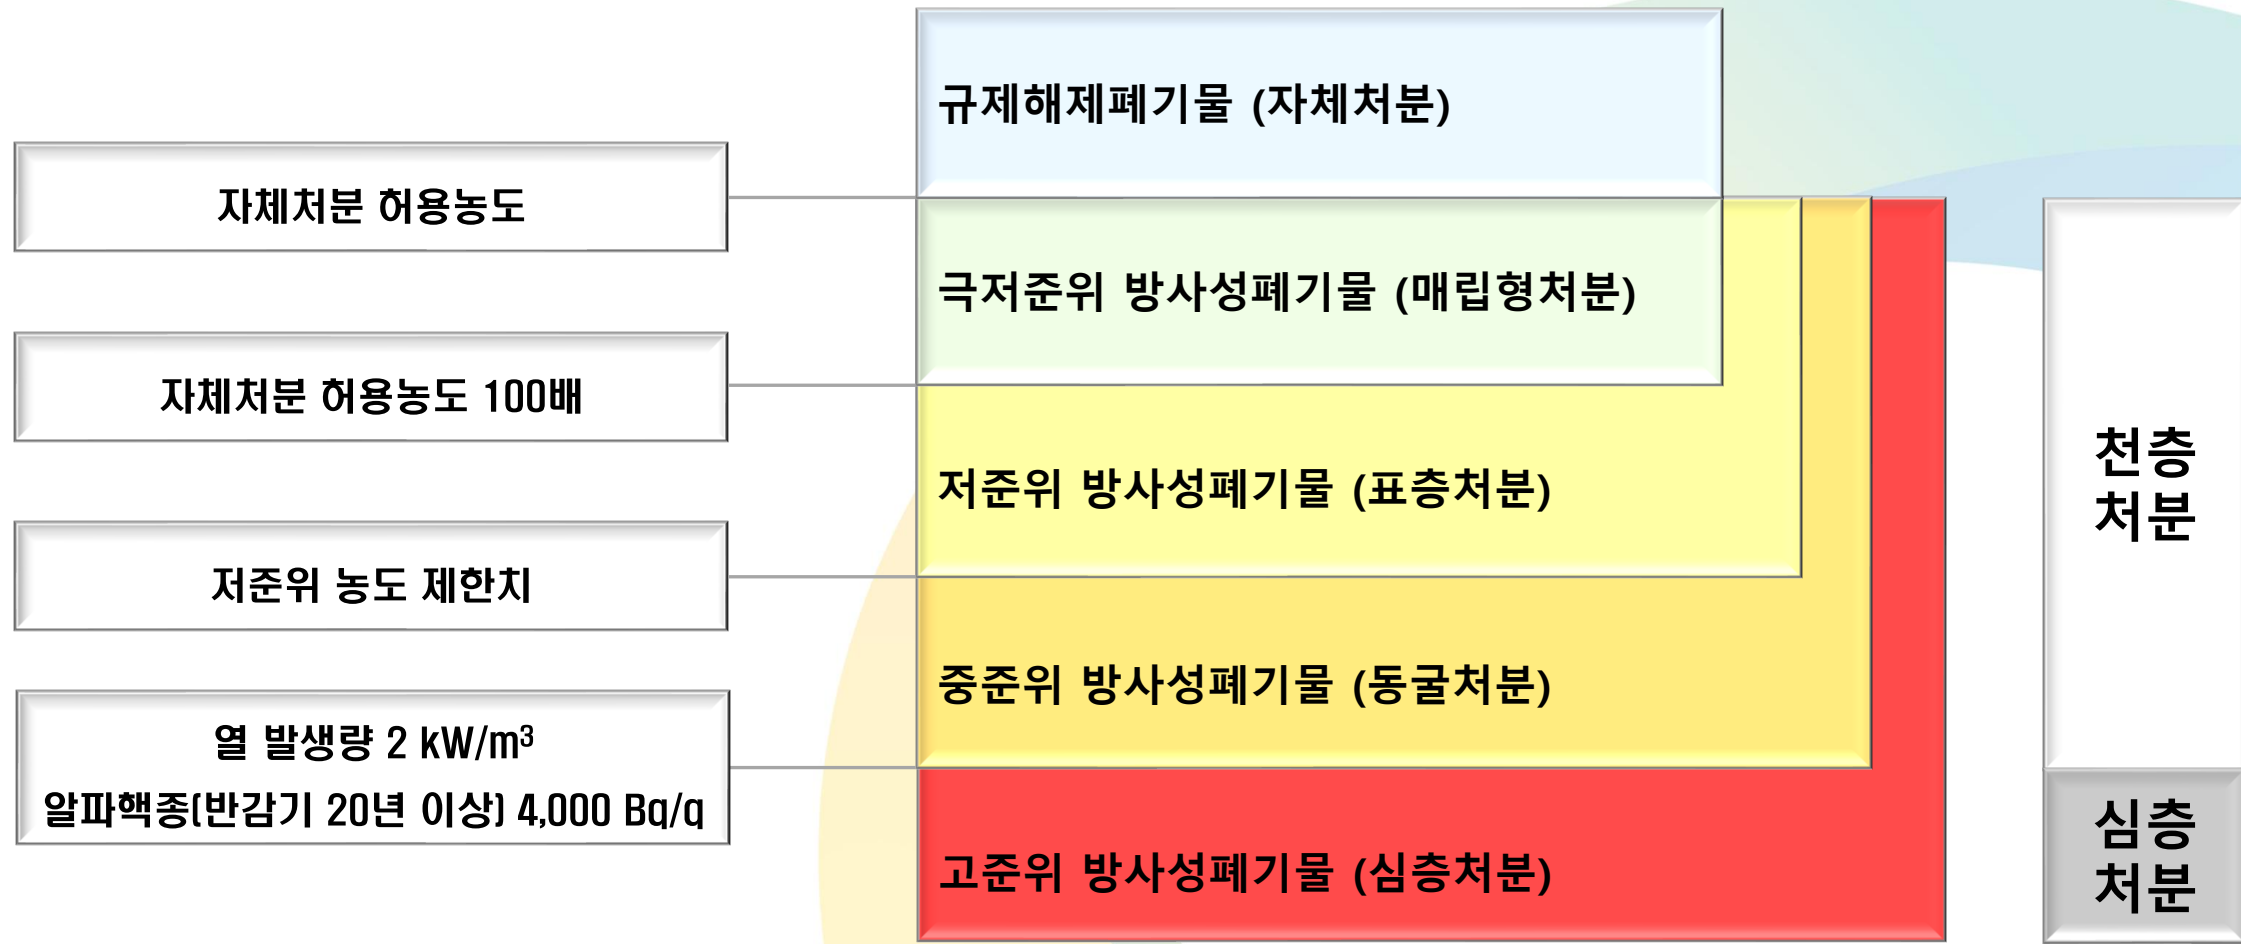 규제해제폐기물 (자체처분)
자체처분 허용농도
극저준위 방사성폐기물 (매립형처분)
자체처분 허용농도 100배
저준위 방사성폐기물 (표층처분)
저준위 농도 제한치
중준위 방사성폐기물 (동굴처분)
열 발생량 2 kW/m³
알파핵종(반감기 20년 이상) 4,000 Bq/q
고준위 방사성폐기물 (심층처분)
천층
처분
심층
처분